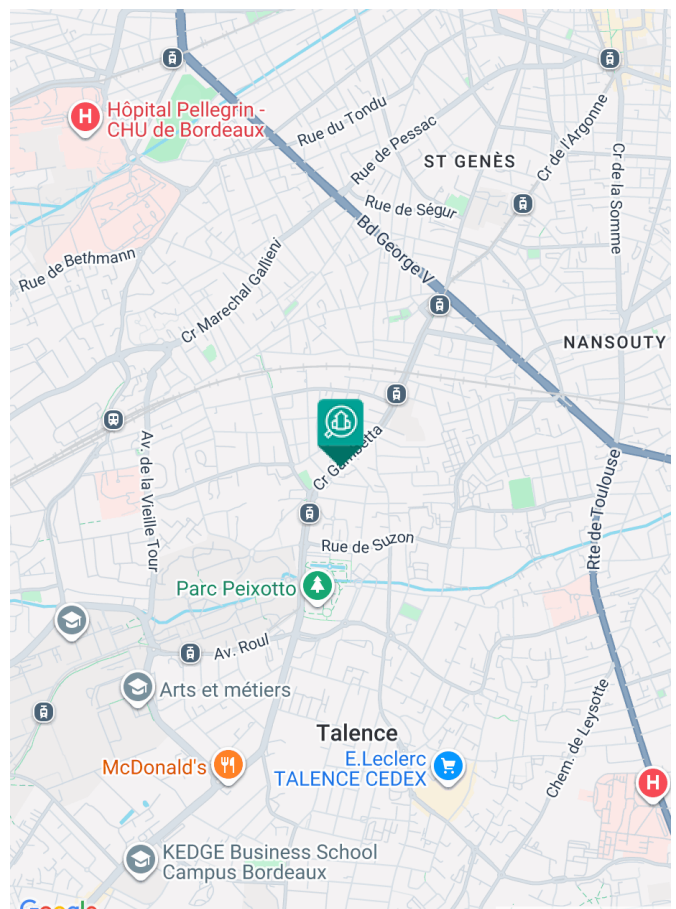 Hôpital Pellegrin -
CHU de Bordeaux
Rue du Tondu
Rue de Pessac
ST GENÈS
Cr de l'Argonne
Cr de la Somme
Rue de Ségur
Bd George V
Rue de Bethmann
Cr Marechal Gallieni
NANSOUTY
Cr Gambetta
Av. de la Vieille Tour
Rte de Toulouse
Rue de Suzon
Parc Peixotto
Av. Roul
Arts et métiers
Chem. de Leysotte
Talence
E.Leclerc
TALENCE CEDEX
McDonald's
H
H
KEDGE Business School
Campus Bordeaux
Google